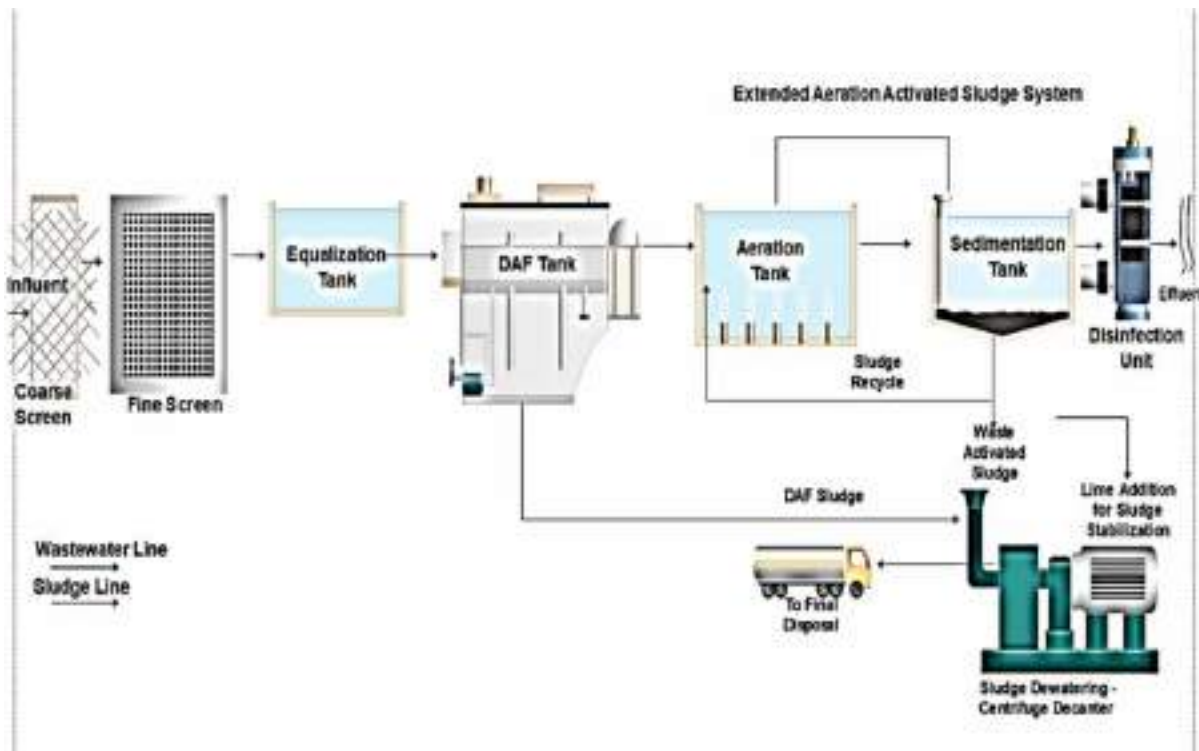 Extended Aeration Activated Sludge System
Influent
Coarse
Screen
Fine Screen
Equalization
Tank
DAF Tank
Aeration
Tank
Sedimentation
Tank
Effluent
Disinfection
Unit
Sludge
Recycle
Waste
Activated
Sludge
DAF Sludge
Lime Addition
for Sludge
Stabilization
Wastewater Line
Sludge Line
To Final
Disposal
Sludge Dewatering -
Centrifuge Decanter